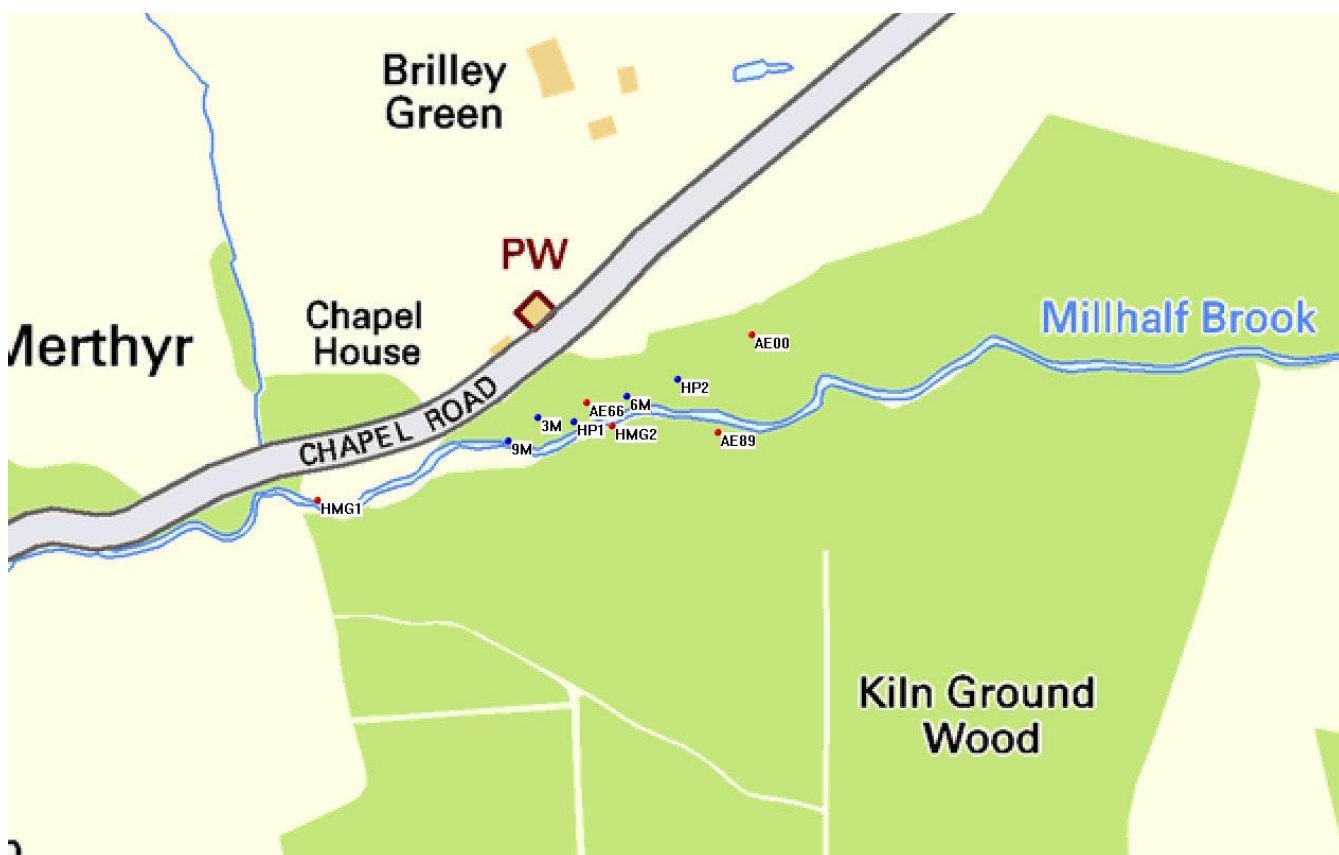 Brilley
Green
PW
Chapel
House
Merthyr
Millhalf Brook
CHAPEL ROAD
AE00
HP2
6M
AE66
3M
HP1
HMG2
AE89
9M
HMG1
Kiln Ground
Wood